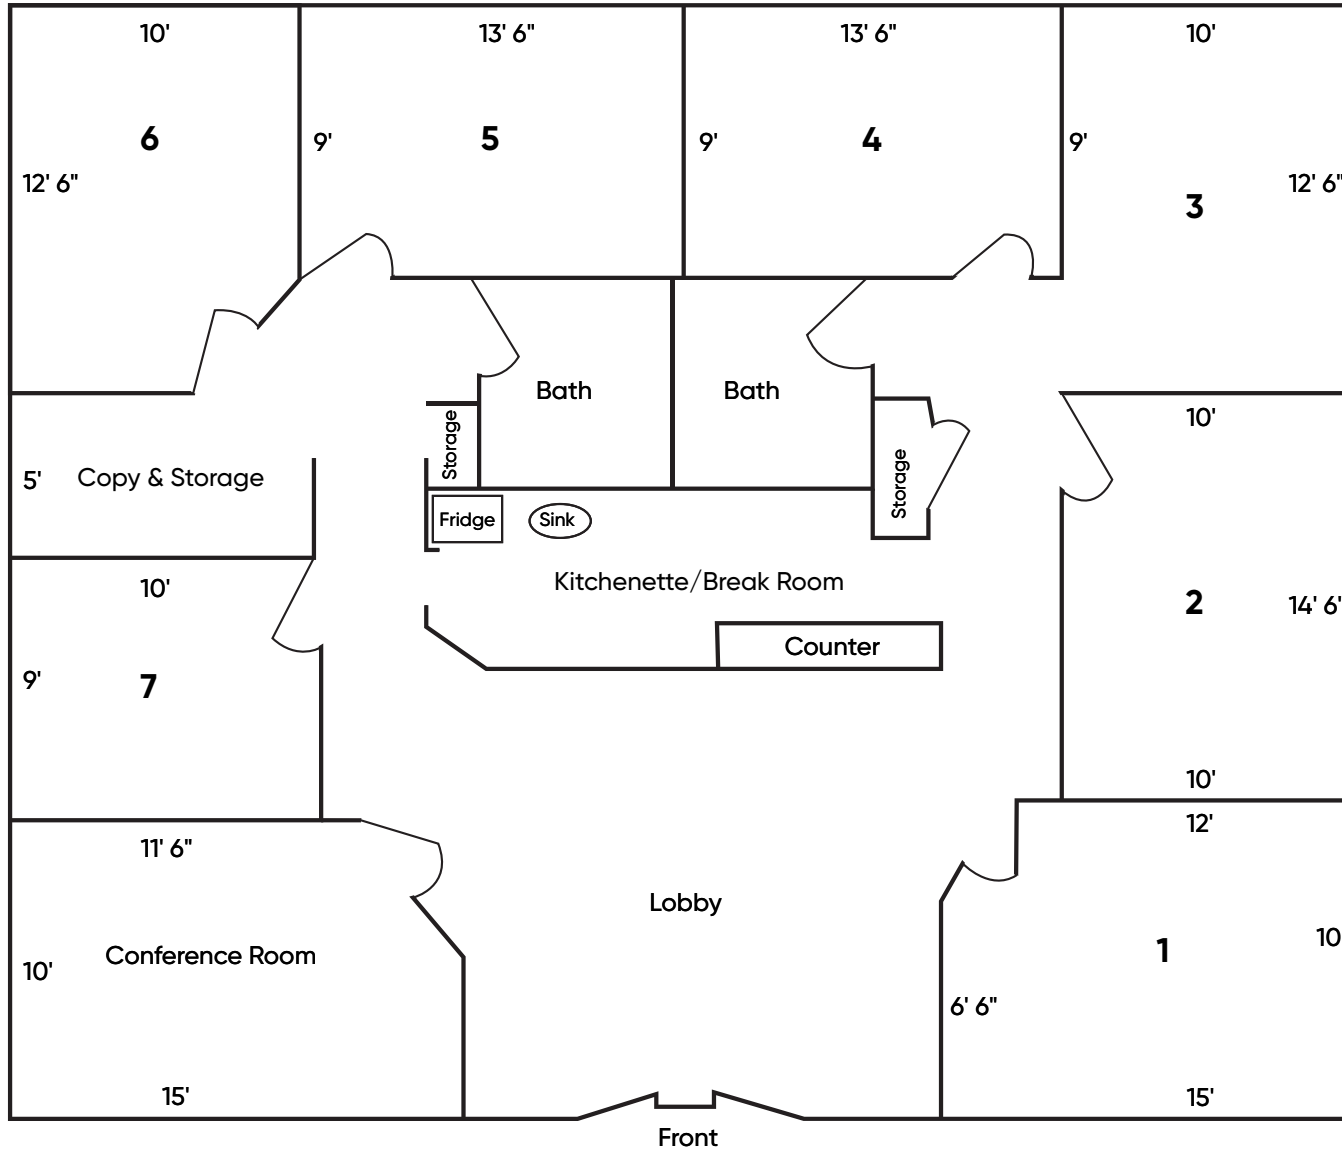 10'
13' 6"
13' 6"
10'
6
9'
5
9'
4
9'
12' 6"
12' 6"
3
Bath
Bath
10'
Storage
Storage
5'
Copy & Storage
Fridge
Sink
Kitchenette/Break Room
10'
2
14' 6'
Counter
9'
7
10'
12'
11' 6"
Lobby
10
1
Conference Room
10'
6' 6"
15'
15'
Front